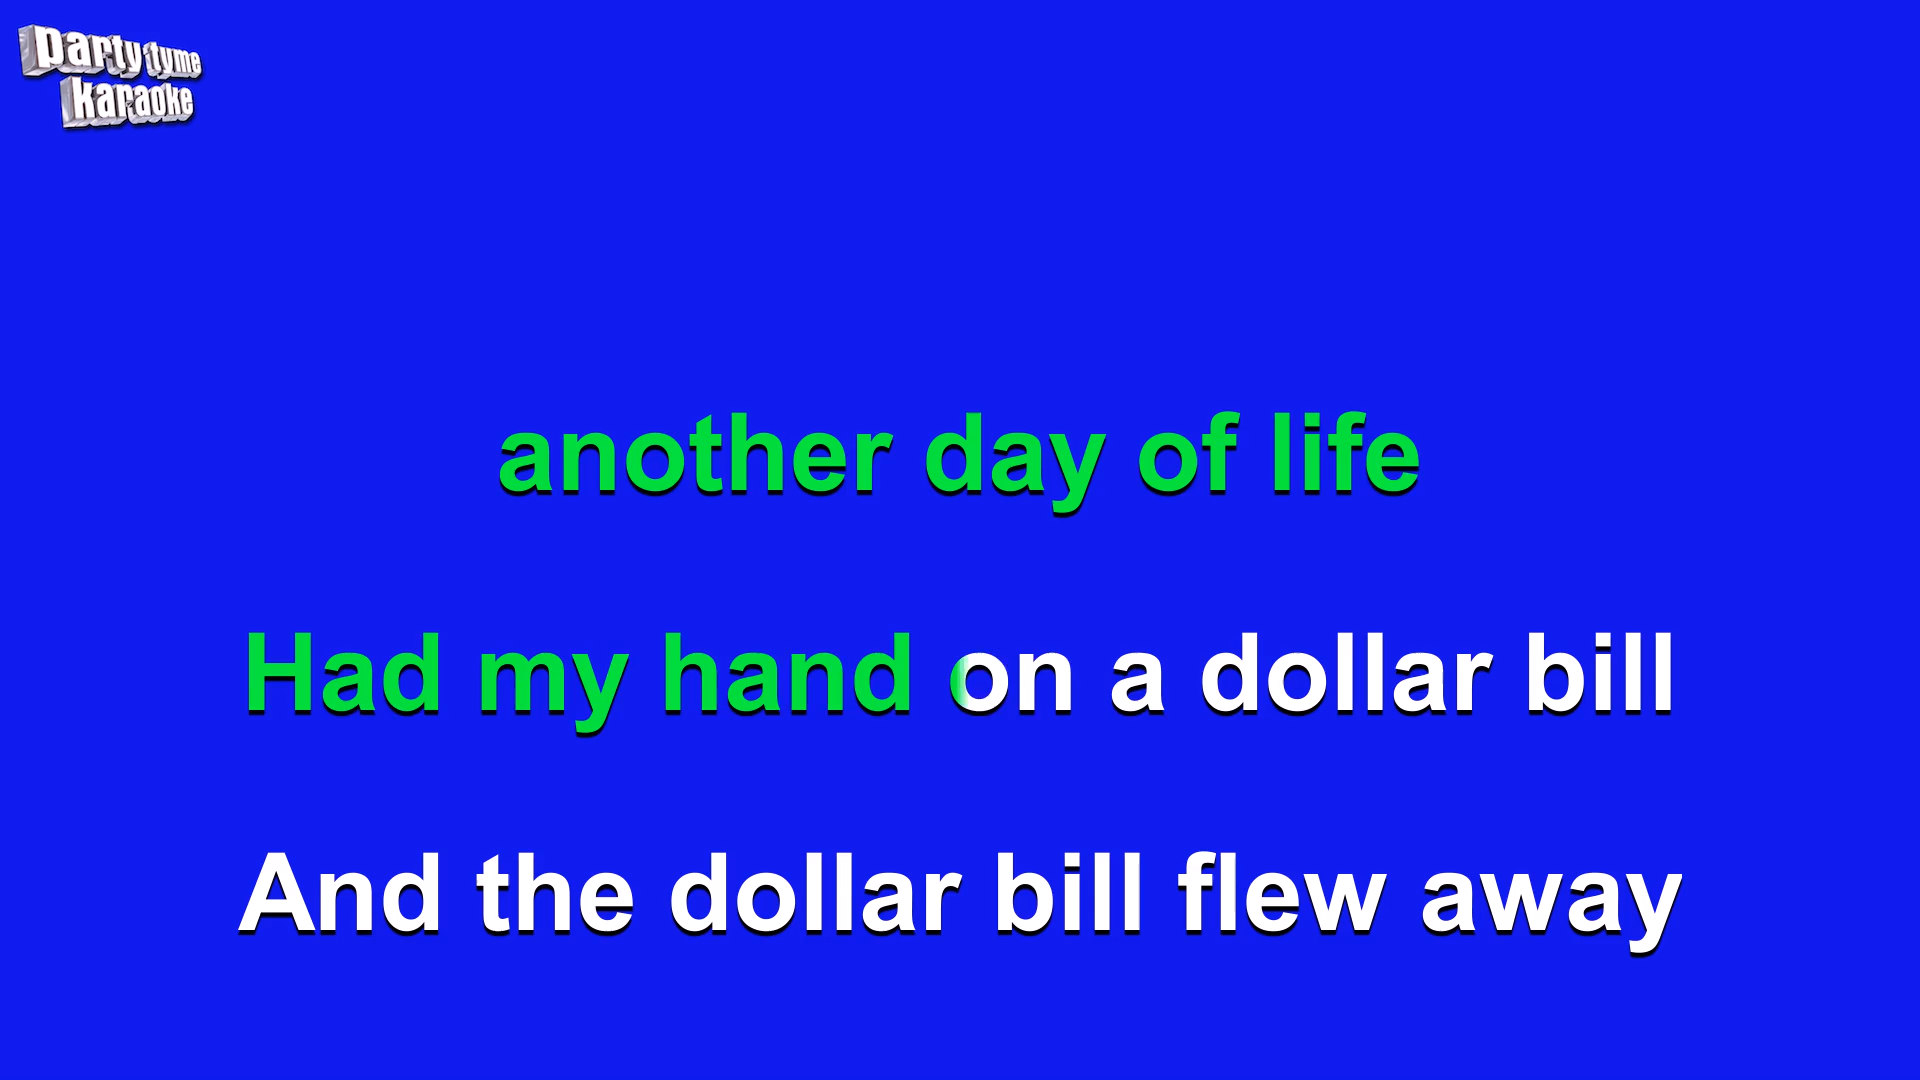 party tyme
karaoke
another day of life
Had my hand on a dollar bill
And the dollar bill flew away